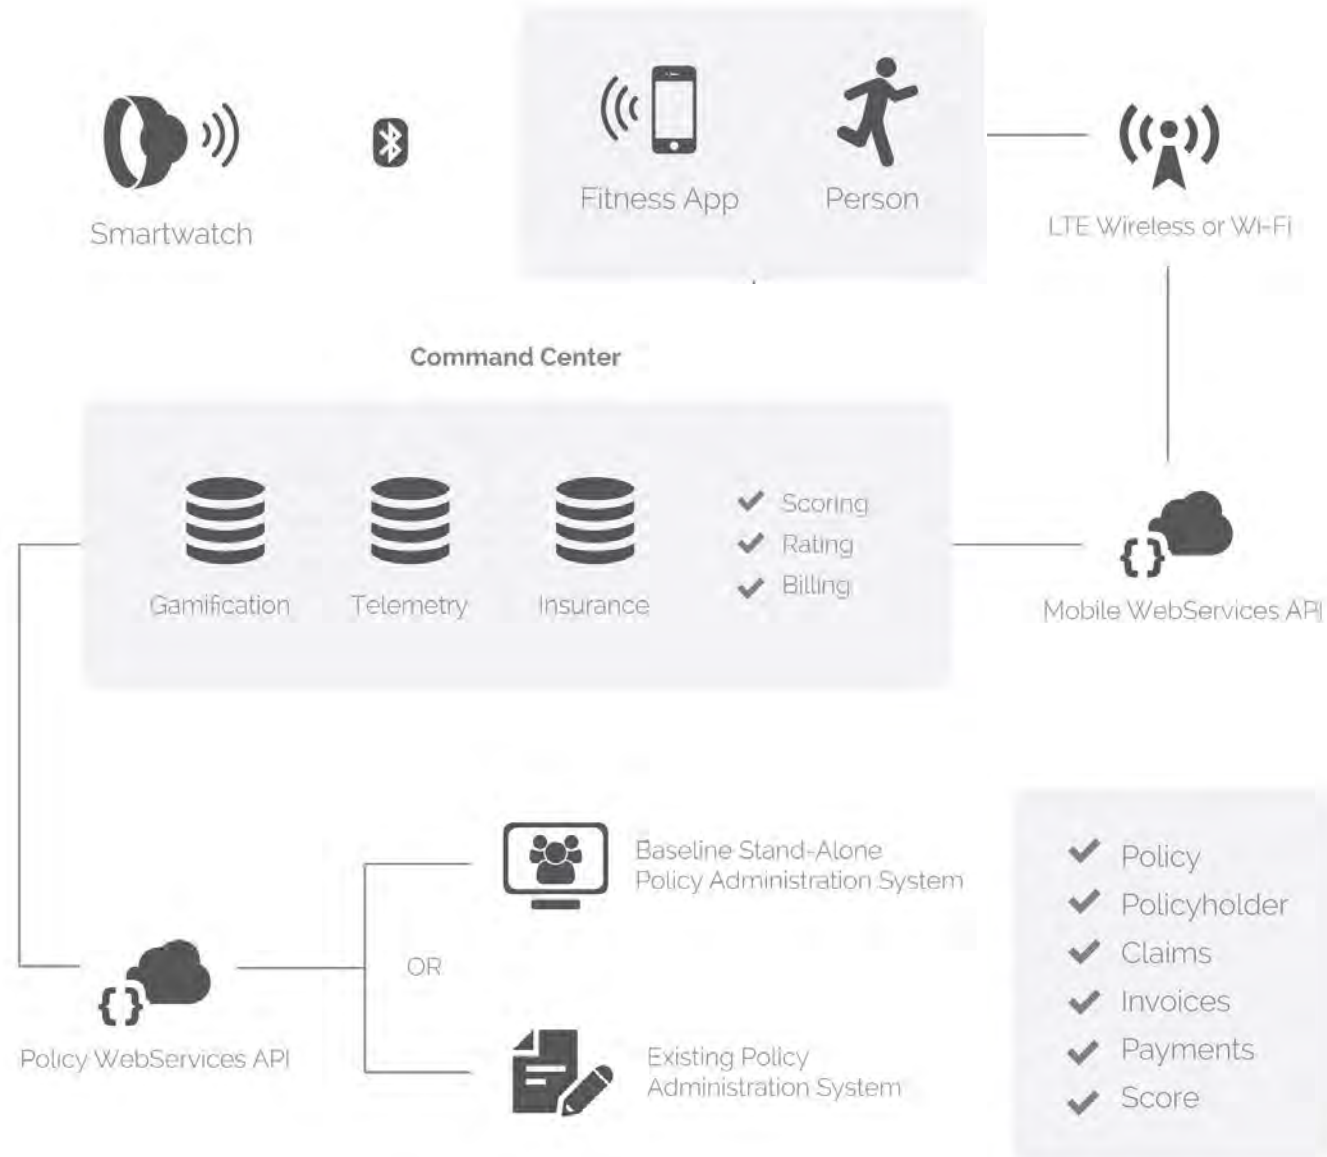 Fitness App
Person
Smartwatch
LTE Wireless or Wi-Fi
Command Center
Scoring
Rating
Billing
Gamification
Telemetry
Insurance
{ }
Mobile WebServices API
Baseline Stand-Alone
Policy Administration System
OR
{ }
Policy WebServices API
Existing Policy
Administration System
Policy
Policyholder
Claims
Invoices
Payments
Score